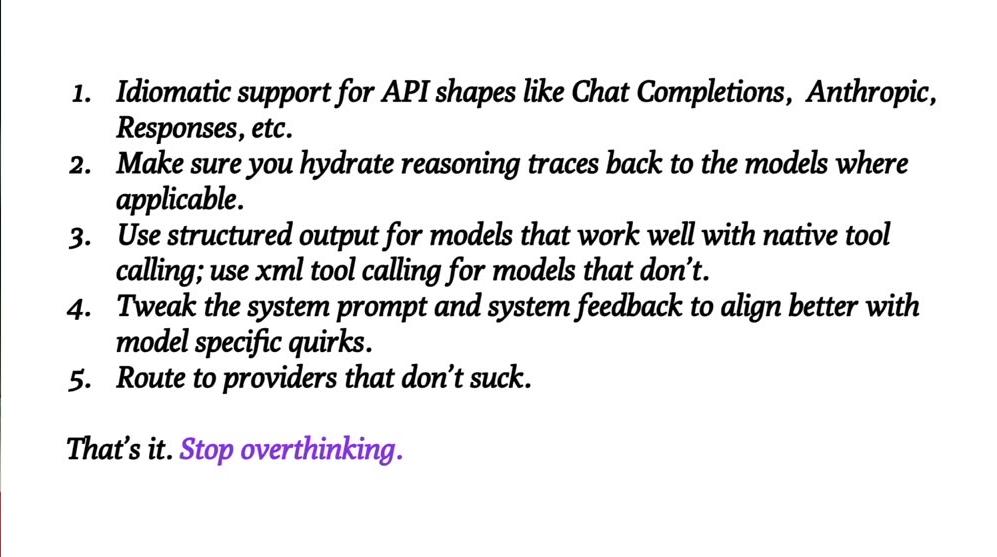 1. Idiomatic support for API shapes like Chat Completions, Anthropic,
Responses, etc.
2. Make sure you hydrate reasoning traces back to the models where
applicable.
3. Use structured output for models that work well with native tool
calling; use xml tool calling for models that don't.
4. Tweak the system prompt and system feedback to align better with
model specific quirks.
5. Route to providers that don't suck.
That's it. Stop overthinking.